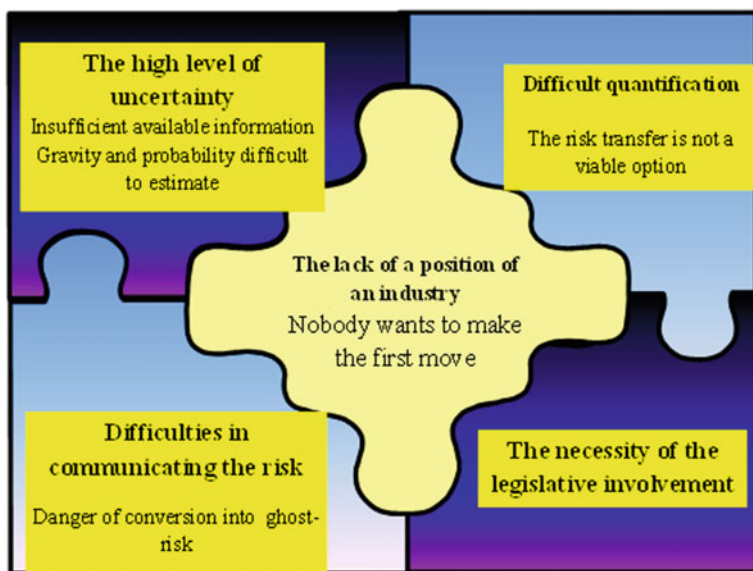 The high level of
uncertainty
Insufficient available information
Gravity and probability difficult
to estimate
Difficult quantification
The risk transfer is not a
viable option
The lack of a position of
an industry
Nobody wants to make
the first move
Difficulties in
communicating the risk
Danger of conversion into ghost-
risk
The necessity of the
legislative involvement